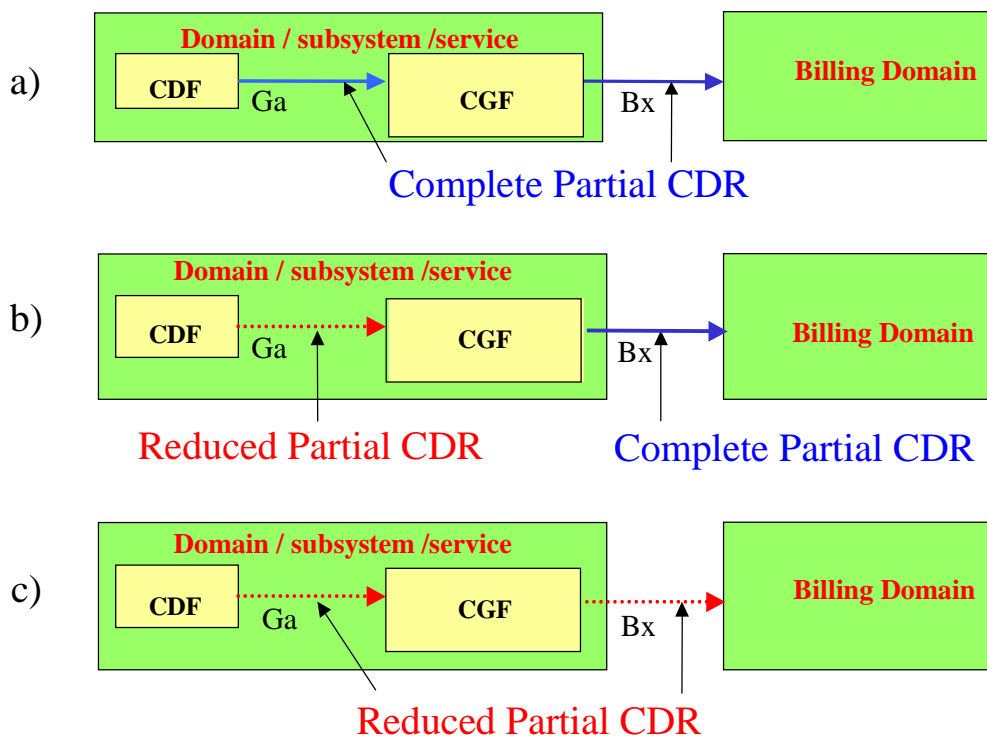 a)
Domain / subsystem /service
CDF
Ga
CGF
Bx
Billing Domain
Complete Partial CDR
b)
Domain / subsystem /service
CDF
Ga
CGF
Bx
Billing Domain
Reduced Partial CDR
Complete Partial CDR
c)
Domain / subsystem /service
CDF
Ga
CGF
Bx
Billing Domain
Reduced Partial CDR